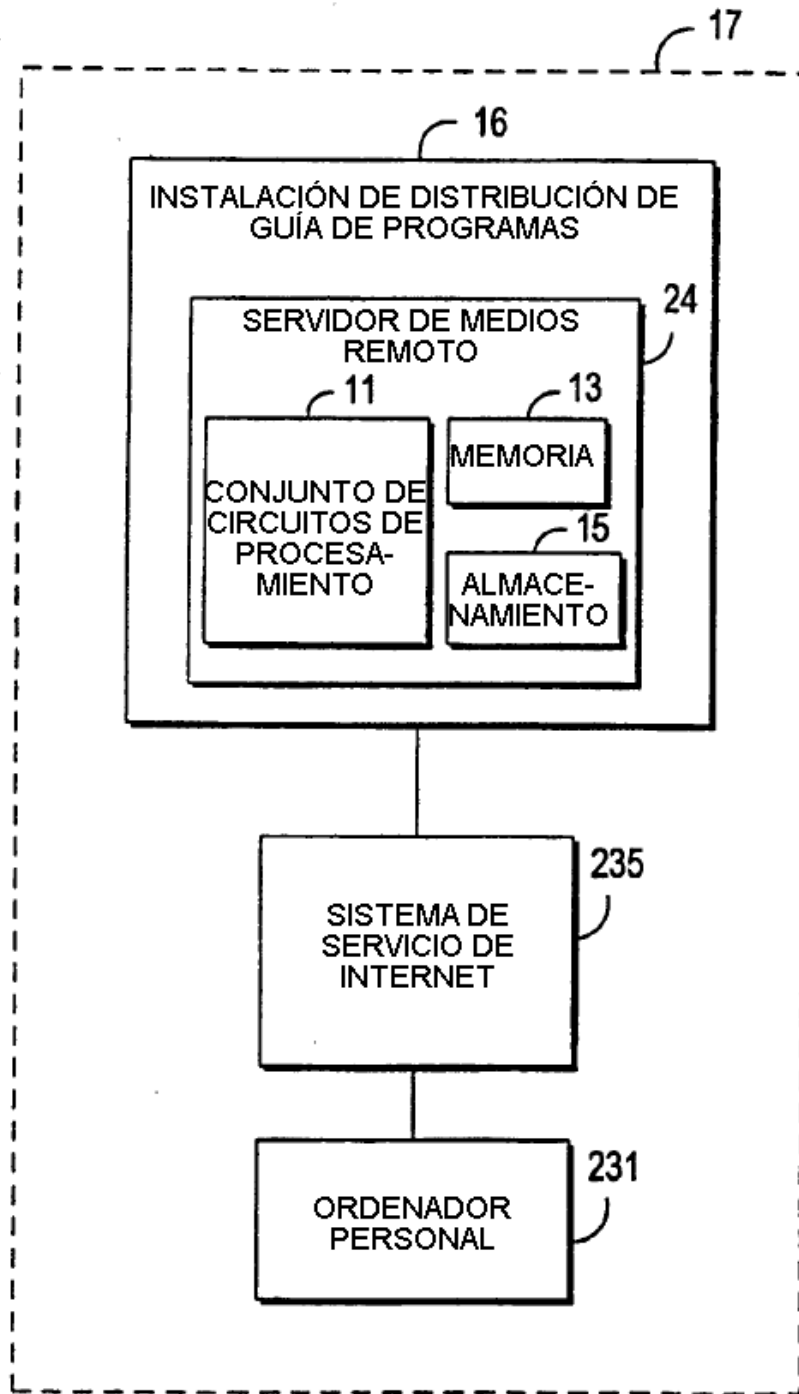 17
16
INSTALACIÓN DE DISTRIBUCIÓN DE
GUÍA DE PROGRAMAS
SERVIDOR DE MEDIOS
REMOTO
24
11
13
CONJUNTO DE
CIRCUITOS DE
PROCESA-
MIENTO
MEMORIA
15
ALMACE-
NAMIENTO
235
SISTEMA DE
SERVICIO DE
INTERNET
231
ORDENADOR
PERSONAL